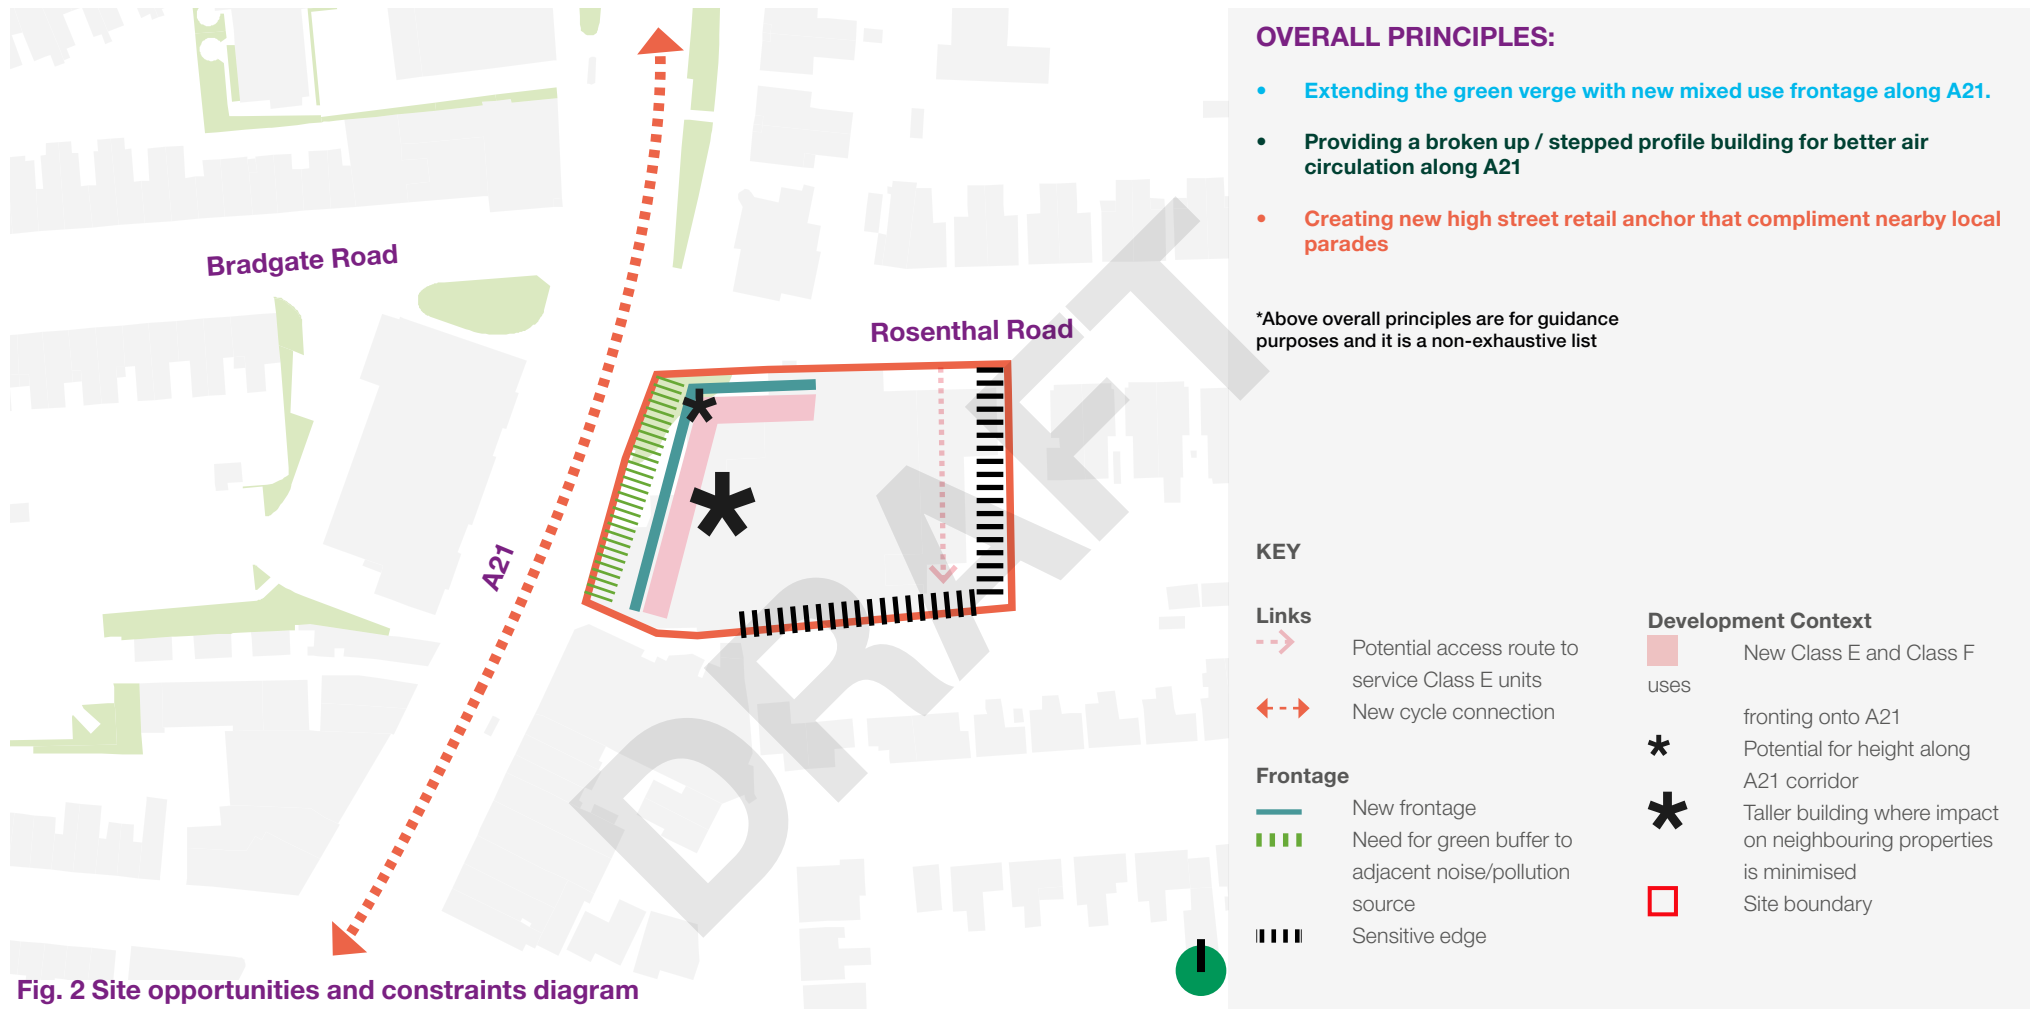 Bradgate Road
Rosenthal Road
A21
DRAFT
Fig. 2 Site opportunities and constraints diagram
OVERALL PRINCIPLES:
• Extending the green verge with new mixed use frontage along A21.
• Providing a broken up / stepped profile building for better air
circulation along A21
• Creating new high street retail anchor that compliment nearby local
parades
*Above overall principles are for guidance
purposes and it is a non-exhaustive list
KEY
Links
Potential access route to
service Class E units
New cycle connection
Frontage
New frontage
Need for green buffer to
adjacent noise/pollution
source
Sensitive edge
Development Context
New Class E and Class F
uses
fronting onto A21
Potential for height along
A21 corridor
Taller building where impact
on neighbouring properties
is minimised
Site boundary